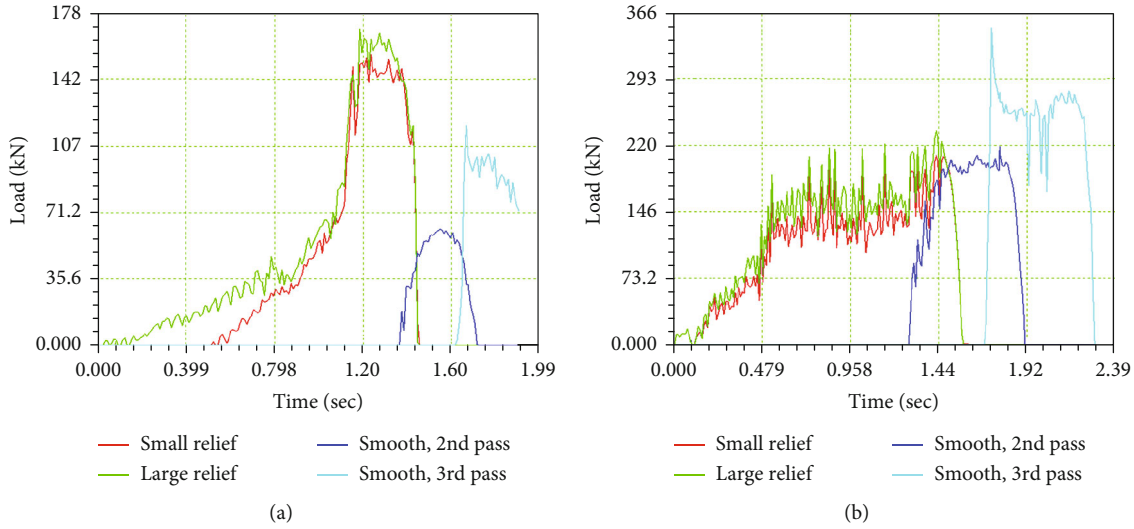 178
142
107
71.2
35.6
0.000
Load (kN)
0.000 0.399 0.798 1.20 1.60 1.99
Time (sec)
Small relief
Large relief
Smooth, 2nd pass
Smooth, 3rd pass
(a)
366
293
220
146
73.2
0.000
Load (kN)
0.000 0.479 0.958 1.44 1.92 2.39
Time (sec)
Small relief
Large relief
Smooth, 2nd pass
Smooth, 3rd pass
(b)